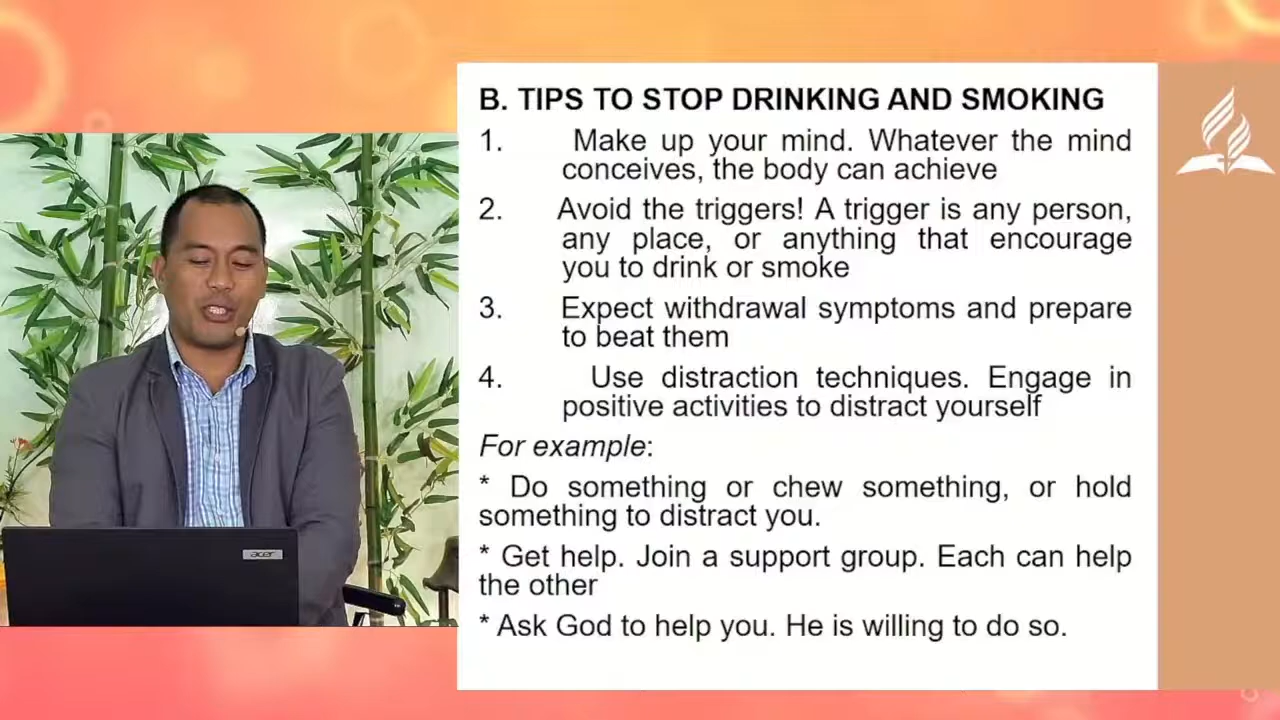 B. TIPS TO STOP DRINKING AND SMOKING
1. Make up your mind. Whatever the mind
conceives, the body can achieve
2. Avoid the triggers! A trigger is any person,
any place, or anything that encourage
you to drink or smoke
3. Expect withdrawal symptoms and prepare
to beat them
4. Use distraction techniques. Engage in
positive activities to distract yourself
For example:
* Do something or chew something, or hold
something to distract you.
* Get help. Join a support group. Each can help
the other
* Ask God to help you. He is willing to do so.
acer